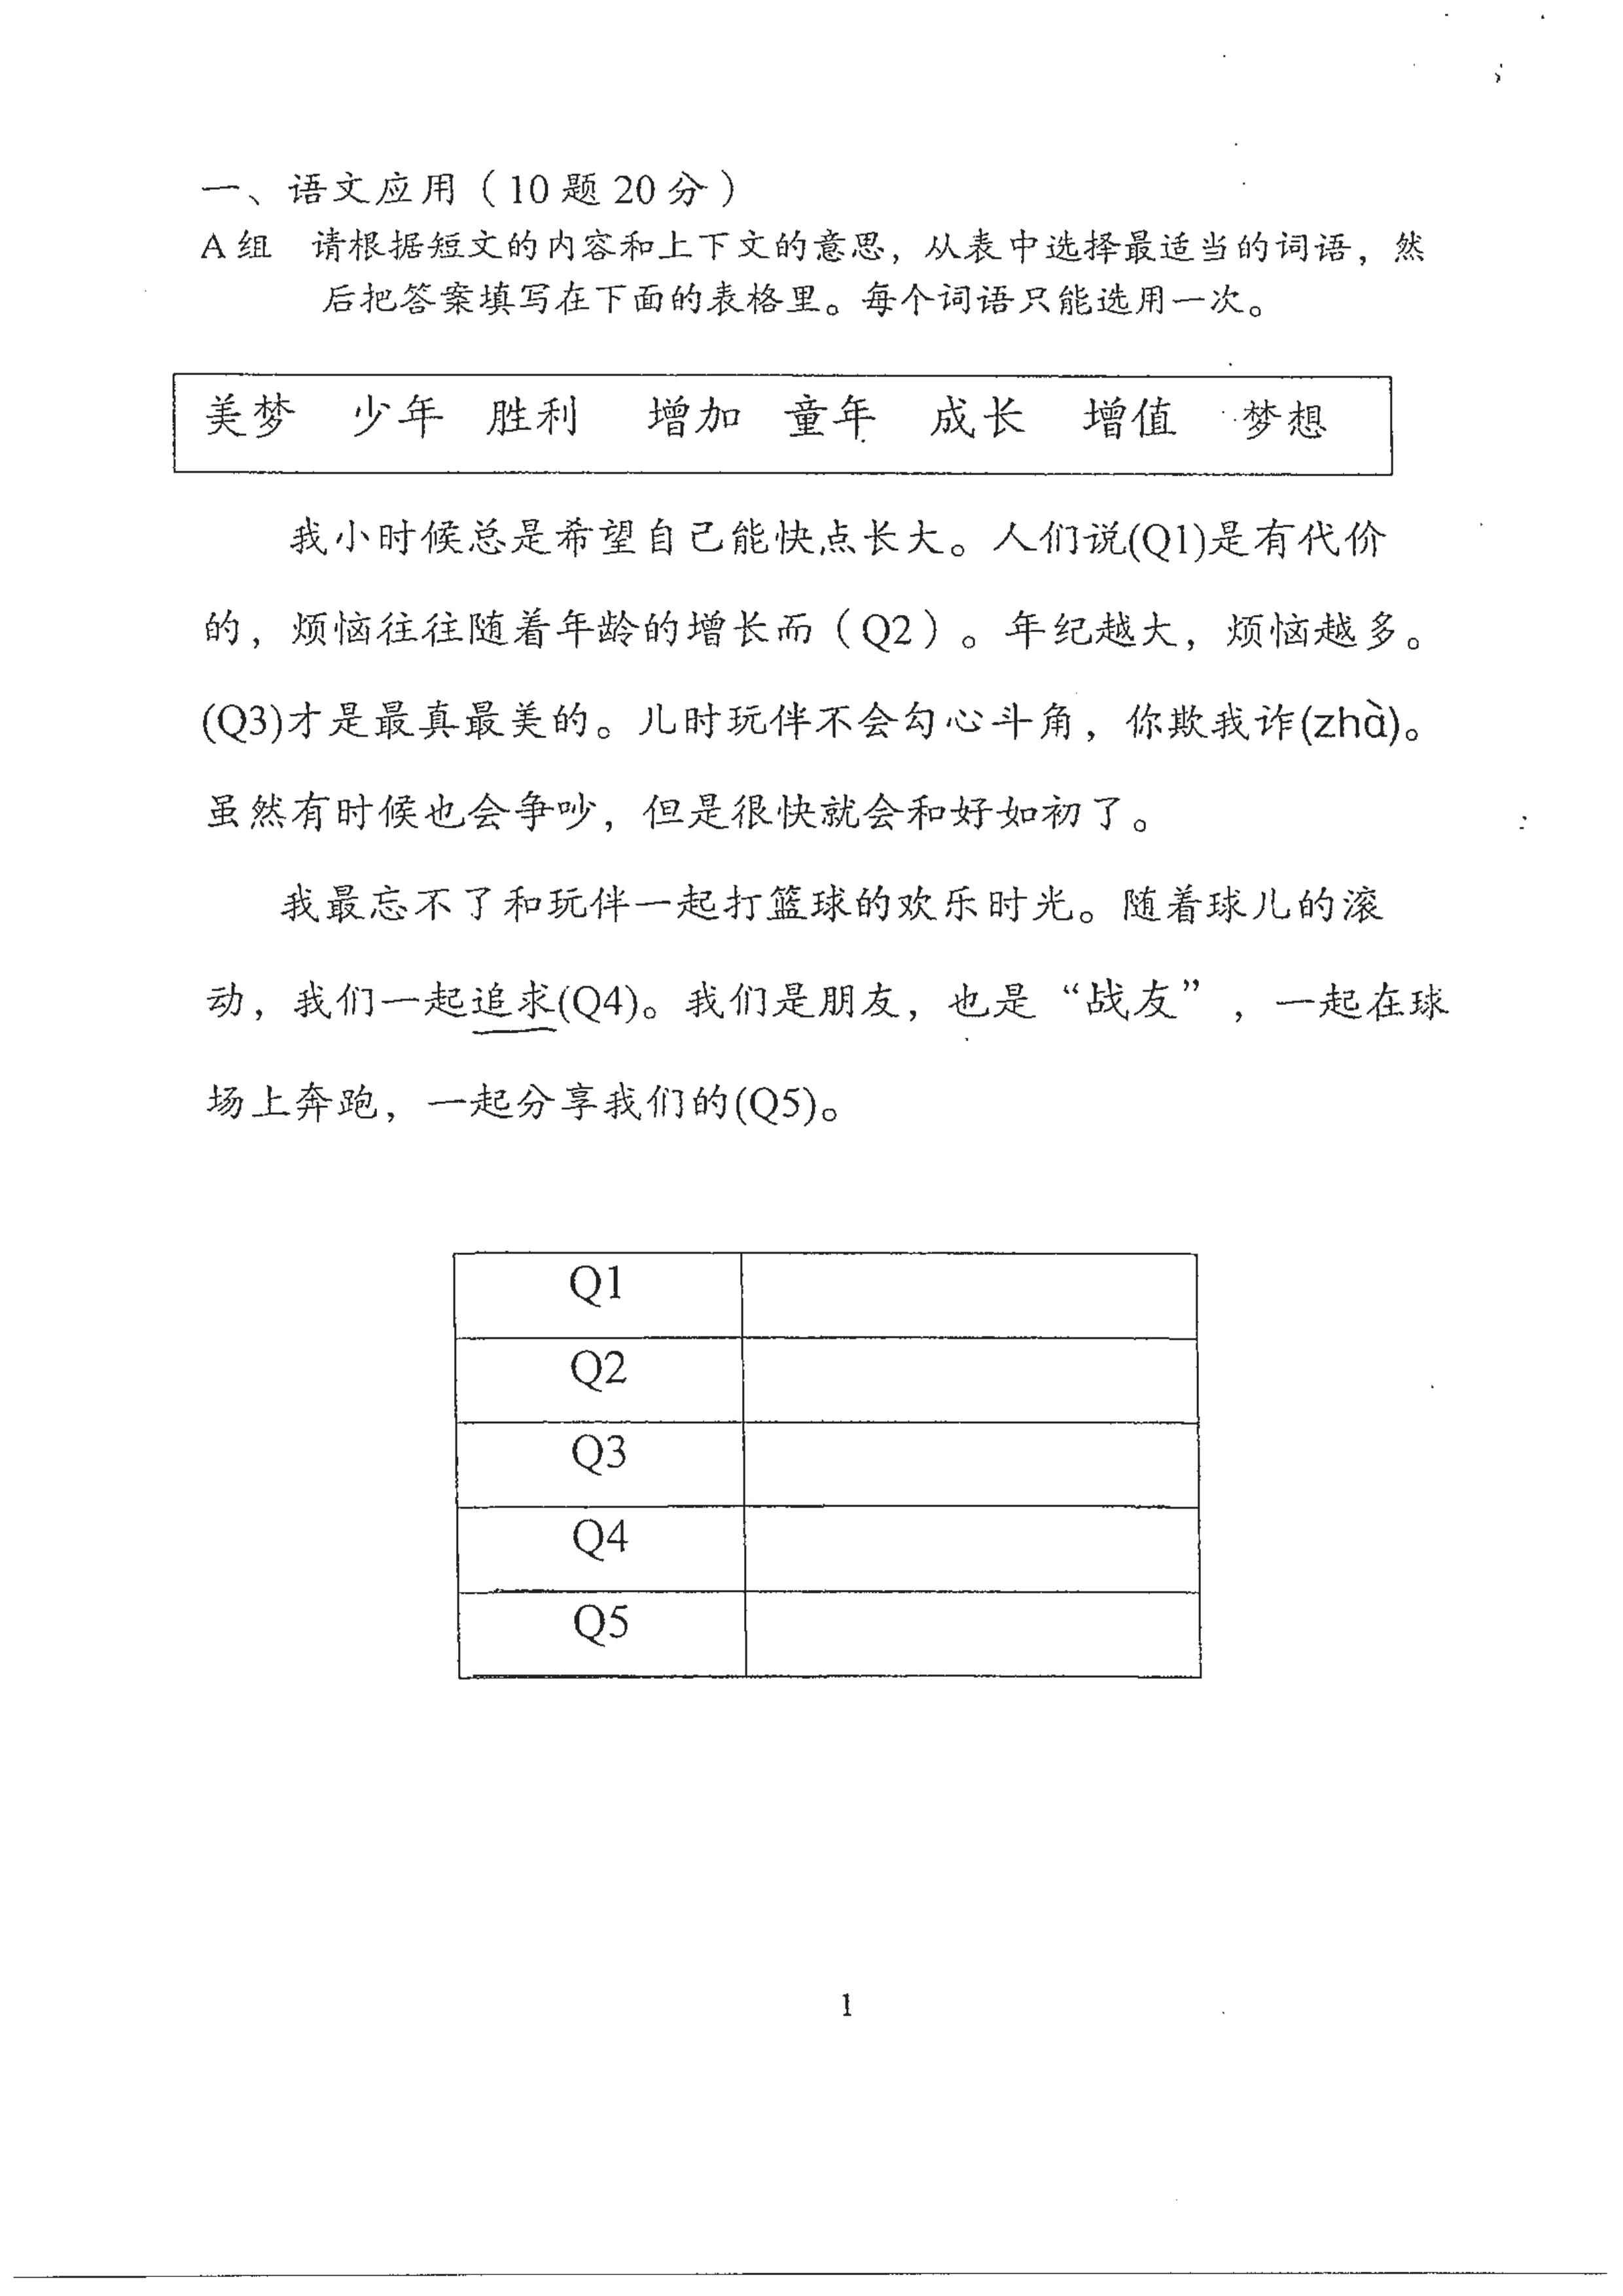 一、语文应用（10 题 20 分）
A 组 请根据短文的内容和上下文的意思，从表中选择最适当的词语，然
后把答案填写在下面的表格里。每个词语只能选用一次。
美梦 少年 胜利 增加 童年 成长 增值 梦想
我小时候总是希望自己能快点长大。人们说(Q1)是有代价
的，烦恼往往随着年龄的增长而（Q2）。年纪越大，烦恼越多。
(Q3)才是最真最美的。儿时玩伴不会勾心斗角，你欺我诈(zhà)。
虽然有时候也会争吵，但是很快就会和好如初了。
我最忘不了和玩伴一起打篮球的欢乐时光。随着球儿的滚
动，我们一起追求(Q4)。我们是朋友，也是“战友”，一起在球
场上奔跑，一起分享我们的(Q5)。
Q1
Q2
Q3
Q4
Q5
1